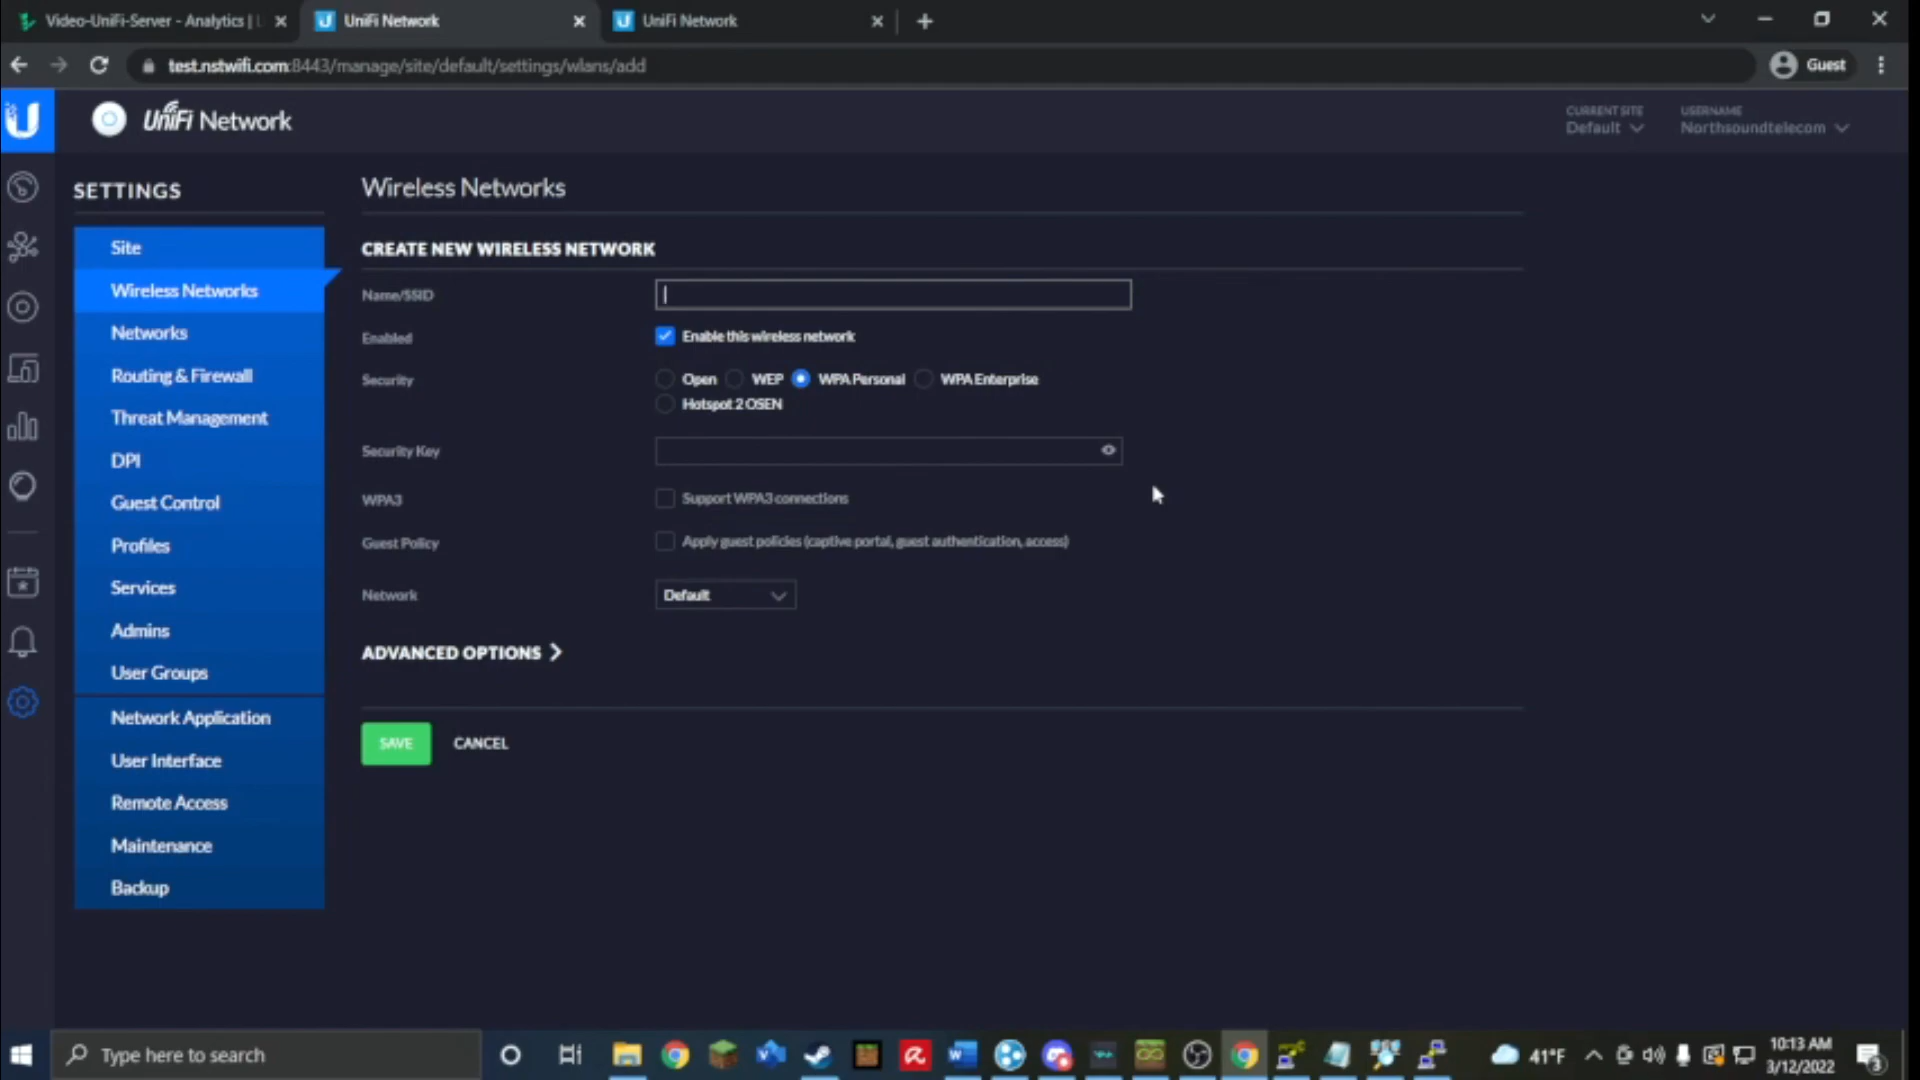 Video-UniFi-Server - Analytics |
UniFi Network
UniFi Network
test.nstwifi.com:8443/manage/site/default/settings/wlans/add
Guest
UniFi Network
CURRENT SITE
Default
USERNAME
Northsoundtelecom
SETTINGS
Site
Wireless Networks
Networks
Routing & Firewall
Threat Management
DPI
Guest Control
Profiles
Services
Admins
User Groups
Network Application
User Interface
Remote Access
Maintenance
Backup
Wireless Networks
CREATE NEW WIRELESS NETWORK
Name/SSID
Enabled
Enable this wireless network
Security
Open WEP WPA Personal WPA Enterprise
Hotspot 2 OSEN
Security Key
WPA3
Support WPA3 connections
Guest Policy
Apply guest policies (captive portal, guest authentication, access)
Network
Default
ADVANCED OPTIONS
SAVE CANCEL
Type here to search
41°F
10:13 AM
3/12/2022
3